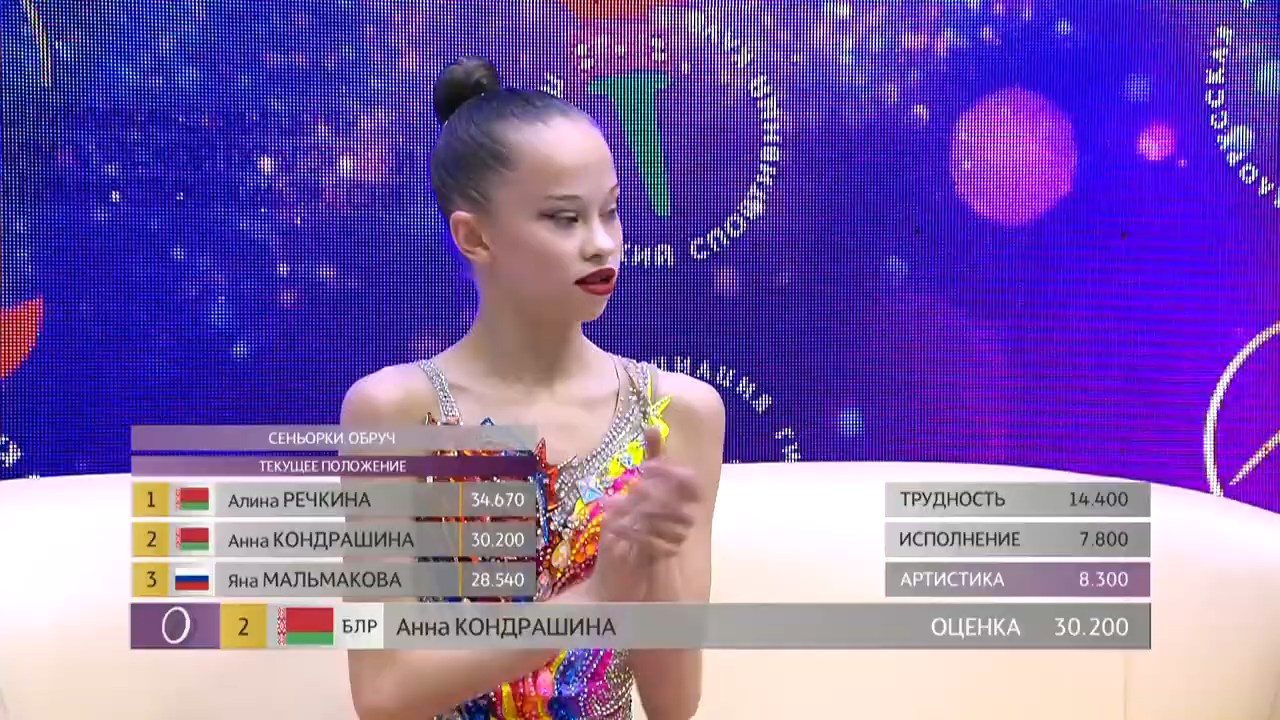 СЕНЬОРКИ ОБРУЧ
ТЕКУЩЕЕ ПОЛОЖЕНИЕ
1 Алина РЕЧКИНА 34.670
2 Анна КОНДРАШИНА 30.200
3 Яна МАЛЬМАКОВА 28.540
ТРУДНОСТЬ 14.400
ИСПОЛНЕНИЕ 7.800
АРТИСТИКА 8.300
2 БЛР Анна КОНДРАШИНА ОЦЕНКА 30.200